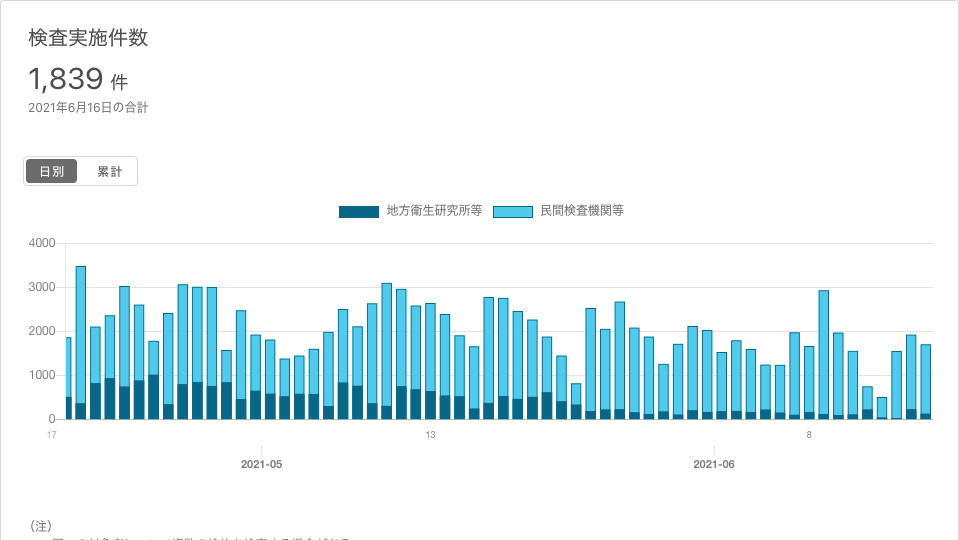 検査実施件数
1,839 件
2021年6月16日の合計
日別 累計
地方衛生研究所等 民間検査機関等
4000
3000
2000
1000
0
17 13 8
2021-05 2021-06
（注）